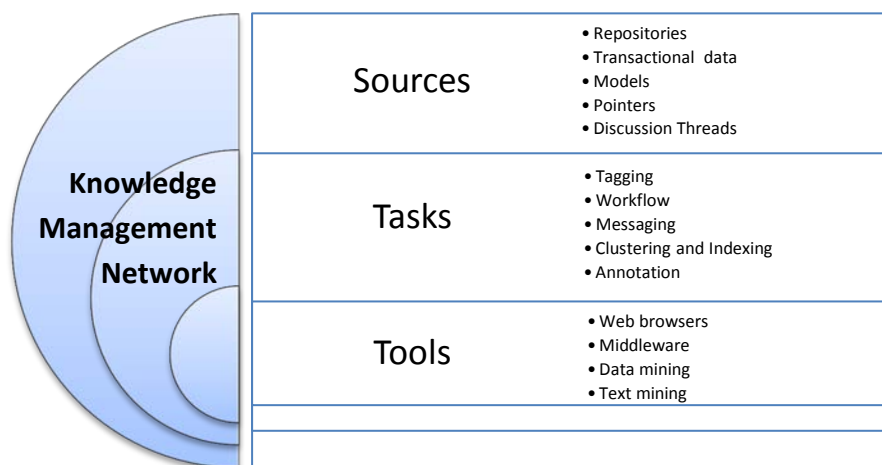 Knowledge
Management
Network
Sources
• Repositories
• Transactional data
• Models
• Pointers
• Discussion Threads
Tasks
• Tagging
• Workflow
• Messaging
• Clustering and Indexing
• Annotation
Tools
• Web browsers
• Middleware
• Data mining
• Text mining